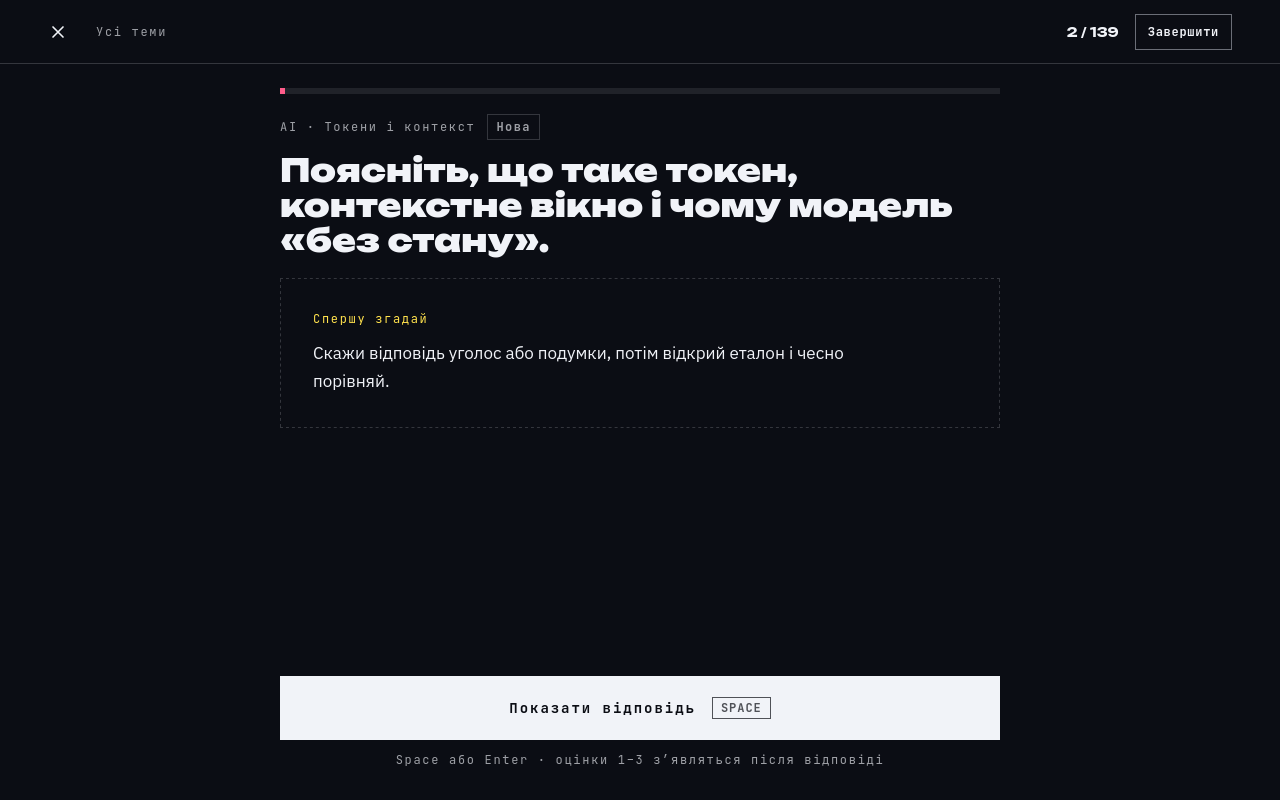 Усі теми
2 / 139
Завершити
AI · Токени і контекст
Нова
Поясніть, що таке токен,
контекстне вікно і чому модель
«без стану».
Спершу згадай
Скажи відповідь уголос або подумки, потім відкрий еталон і чесно
порівняй.
Показати відповідь SPACE
Space або Enter · оцінки 1–3 зʼявляться після відповіді